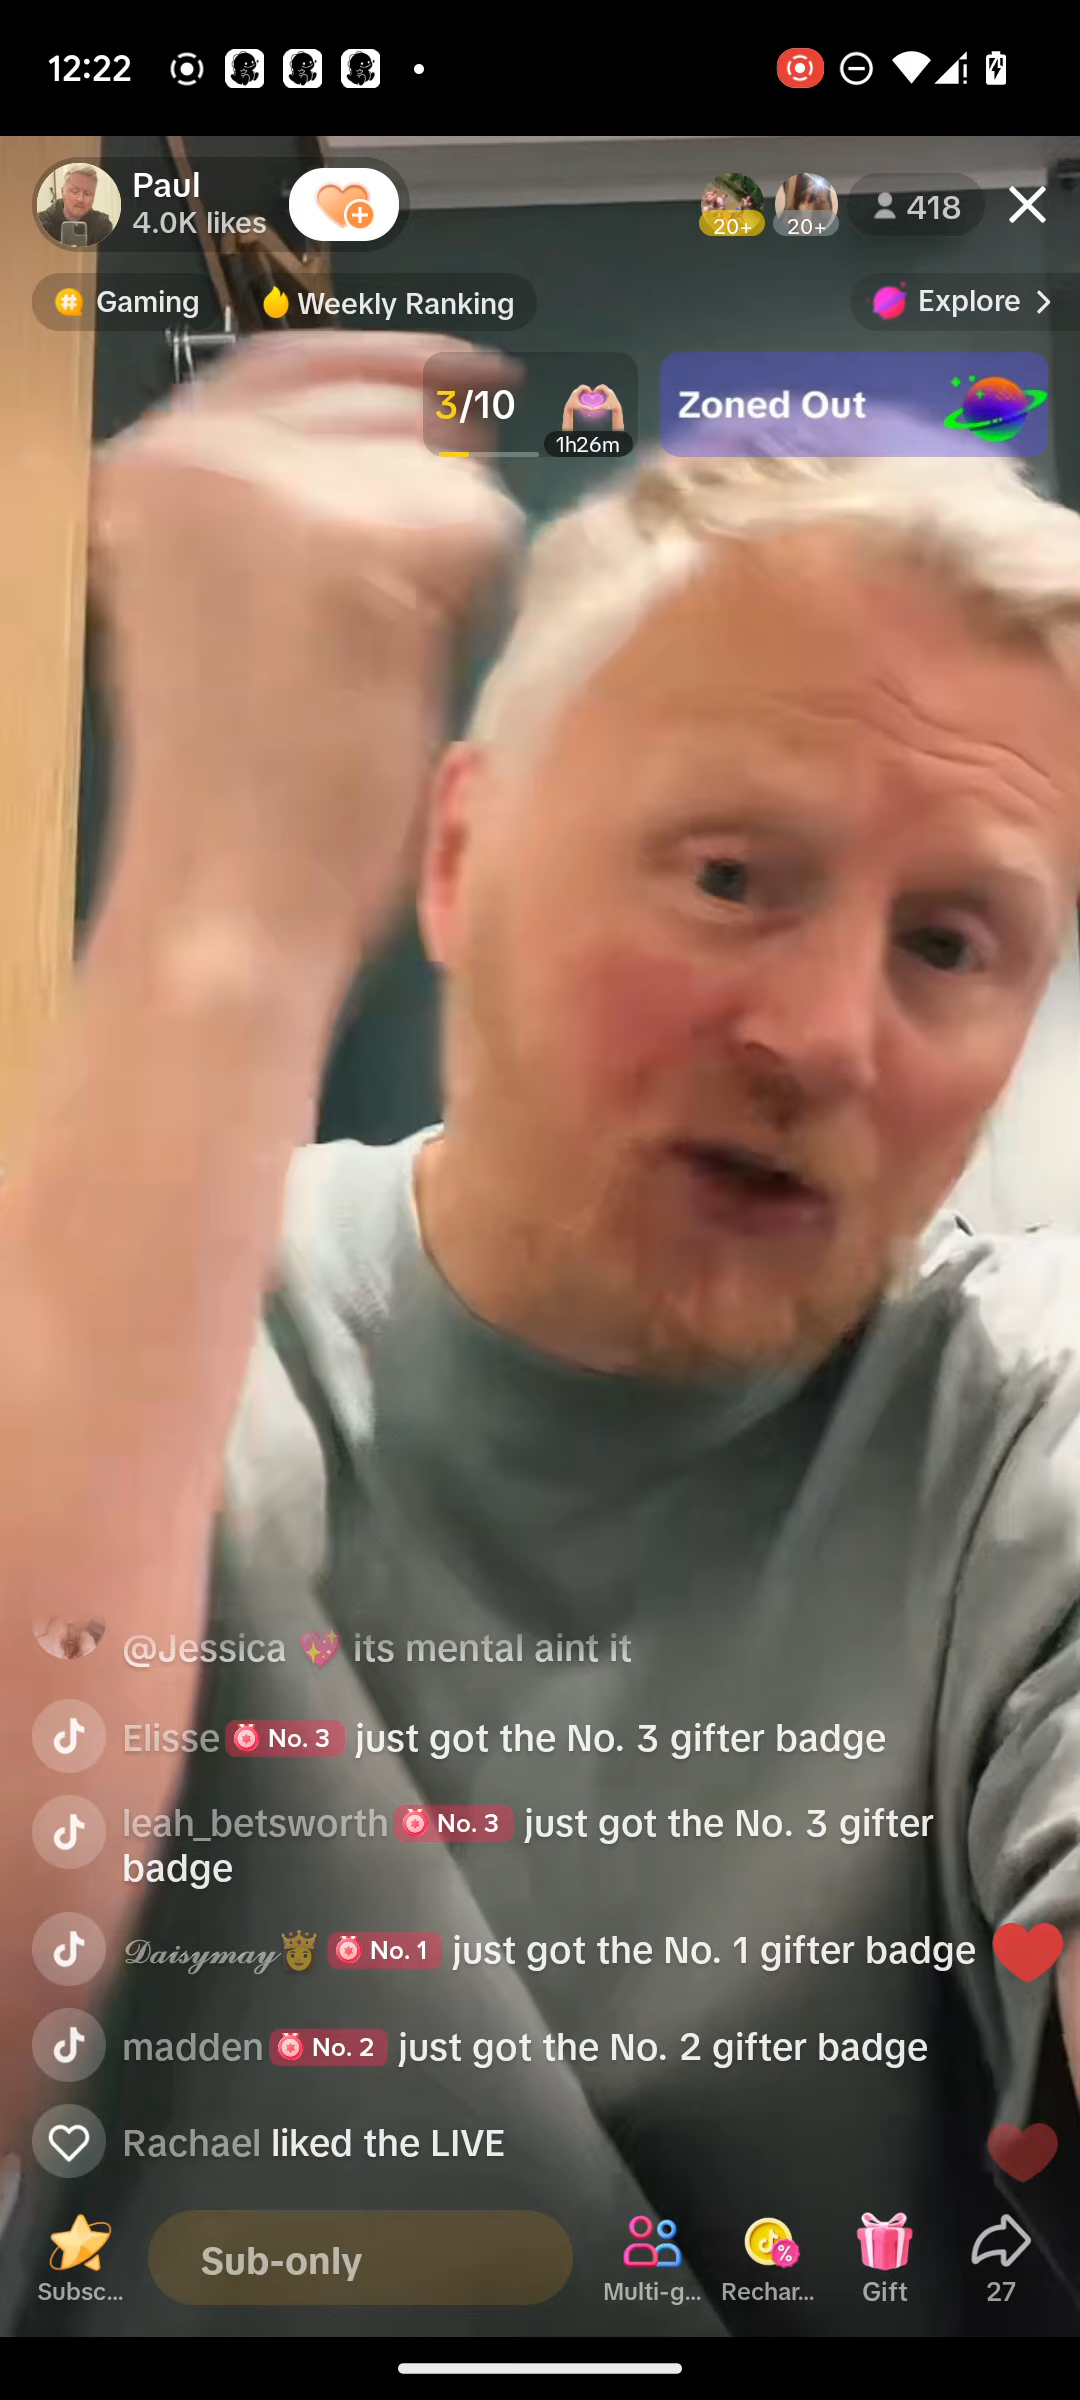 12:22
Paul
4.0K likes
20+
20+
418
Gaming
Weekly Ranking
Explore
3/10
1h26m
Zoned Out
@Jessica 💖 its mental aint it
Elisse No. 3 just got the No. 3 gifter badge
leah_betsworth No. 3 just got the No. 3 gifter
badge
𝒟𝒶𝒾𝓈𝓎𝓂𝒶𝓎🤴 No. 1 just got the No. 1 gifter badge
madden No. 2 just got the No. 2 gifter badge
Rachael liked the LIVE
Subsc...
Sub-only
Multi-g...
Rechar...
Gift
27